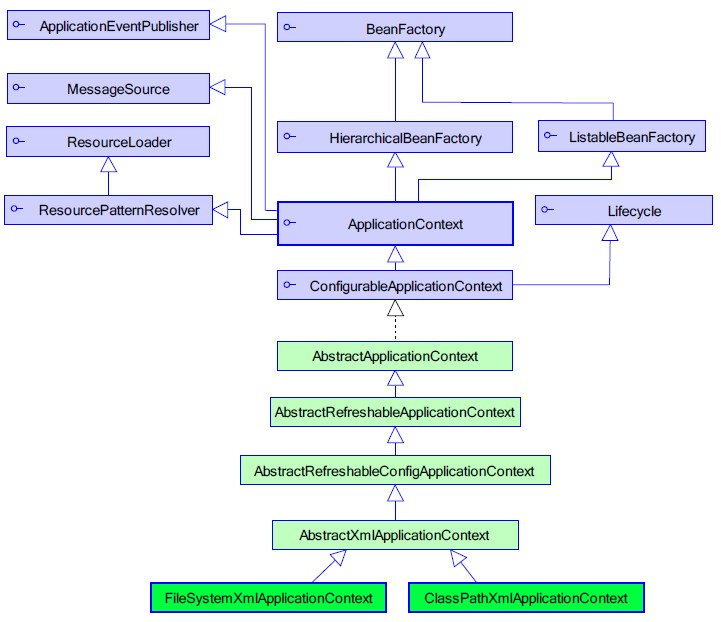 ApplicationEventPublisher
BeanFactory
MessageSource
ResourceLoader
HierarchicalBeanFactory
ListableBeanFactory
ResourcePatternResolver
ApplicationContext
Lifecycle
ConfigurableApplicationContext
AbstractApplicationContext
AbstractRefreshableApplicationContext
AbstractRefreshableConfigApplicationContext
AbstractXmlApplicationContext
FileSystemXmlApplicationContext
ClassPathXmlApplicationContext